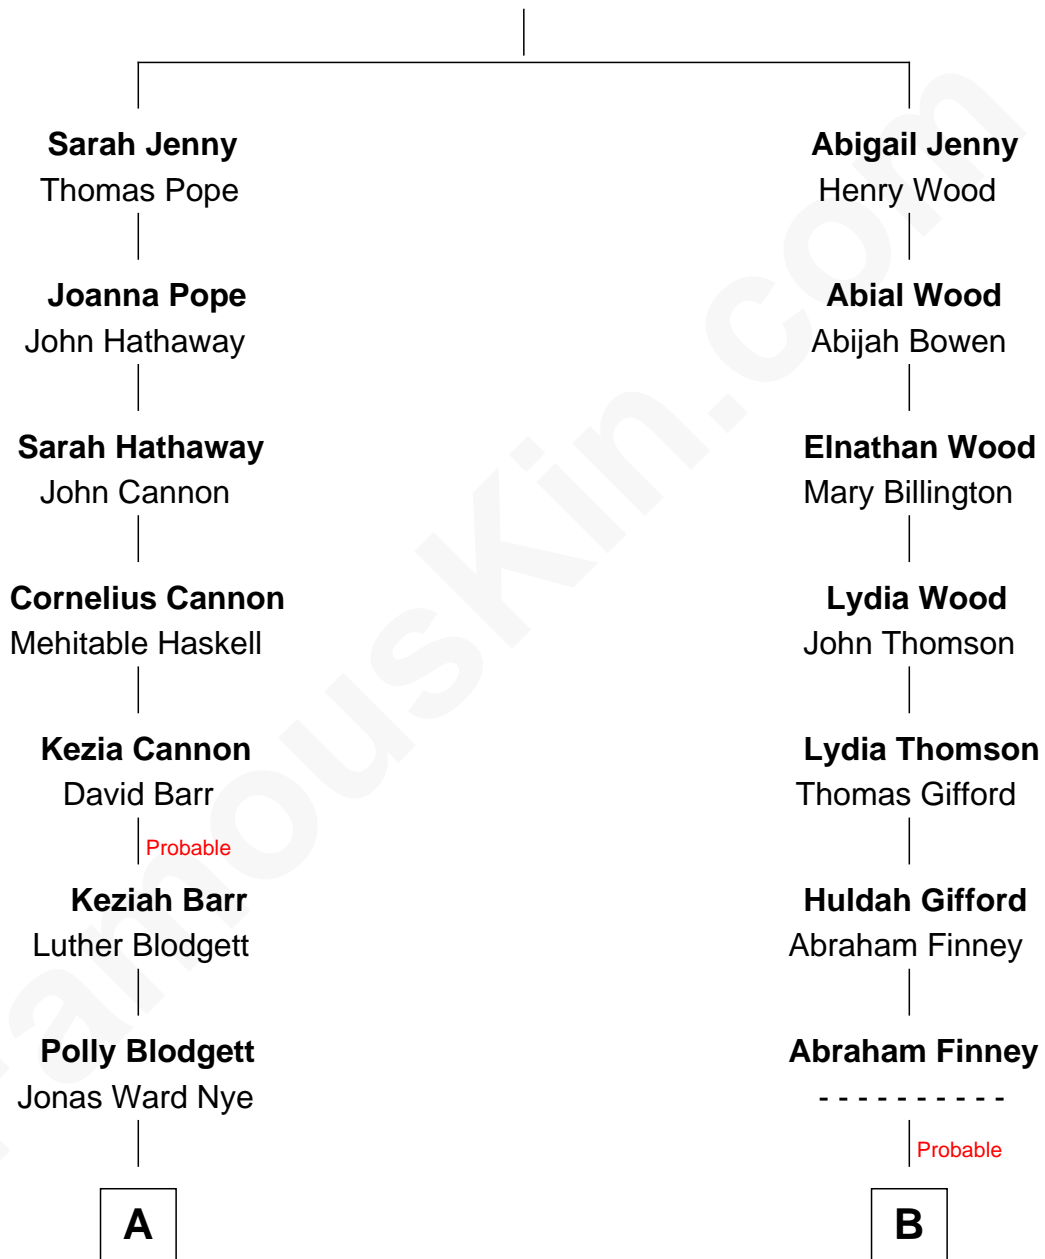 Sarah Jenny
Thomas Pope
Joanna Pope
John Hathaway
Sarah Hathaway
John Cannon
Cornelius Cannon
Mehitable Haskell
Kezia Cannon
David Barr
Probable
Keziah Barr
Luther Blodgett
Polly Blodgett
Jonas Ward Nye
A
Abigail Jenny
Henry Wood
Abial Wood
Abijah Bowen
Elnathan Wood
Mary Billington
Lydia Wood
John Thomson
Lydia Thomson
Thomas Gifford
Huldah Gifford
Abraham Finney
Abraham Finney
- - - - - - - - - -
Probable
B
FamousKin.com